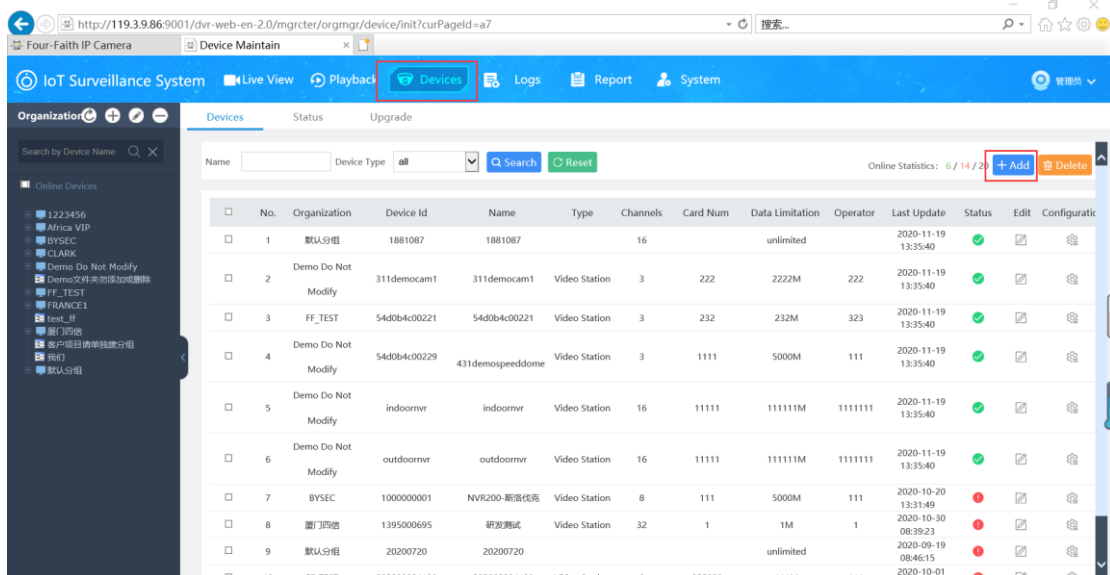 http://119.3.9.86:9001/dvr-web-en-2.0/mgrcter/orgmgr/device/init?curPageId=a7
搜索...
Four-Faith IP Camera
Device Maintain
IoT Surveillance System
Live View
Playback
Devices
Logs
Report
System
管理员
Organization
Devices
Status
Upgrade
Search by Device Name
Name
Device Type
all
Search
Reset
Online Statistics: 6 / 14 / 20
Add
Delete
Online Devices
1223456
Africa VIP
BYSEC
CLARK
Demo Do Not Modify
Demo文件夹勿添加或删除
FF_TEST
FRANCE1
test_ff
厦门四信
客户项目请单独建分组
我们
默认分组
No. Organization Device Id Name Type Channels Card Num Data Limitation Operator Last Update Status Edit Configuratic
1 默认分组 1881087 1881087 16 unlimited 2020-11-19 13:35:40
2 Demo Do Not Modify 311democam1 311democam1 Video Station 3 222 2222M 222 2020-11-19 13:35:40
3 FF_TEST 54d0b4c00221 54d0b4c00221 Video Station 3 232 232M 323 2020-11-19 13:35:40
4 Demo Do Not Modify 54d0b4c00229 431demospeeddome Video Station 3 1111 5000M 111 2020-11-19 13:35:40
5 Demo Do Not Modify indoornvr indoornvr Video Station 16 11111 111111M 1111111 2020-11-19 13:35:40
6 Demo Do Not Modify outdoornvr outdoornvr Video Station 16 11111 111111M 1111111 2020-11-19 13:35:40
7 BYSEC 1000000001 NVR200-斯洛伐克 Video Station 8 111 5000M 111 2020-10-20 13:31:49
8 厦门四信 1395000695 研发测试 Video Station 32 1 1M 1 2020-10-30 08:39:23
9 默认分组 20200720 20200720 unlimited 2020-09-19 08:46:15
2020-10-01